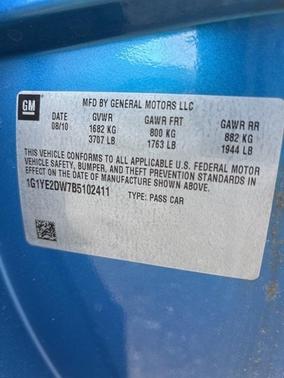 GM
MFD BY GENERAL MOTORS LLC
DATE GVWR GAWR FRT GAWR RR
08/10 1682 KG 800 KG 882 KG
3707 LB 1763 LB 1944 LB
THIS VEHICLE CONFORMS TO ALL APPLICABLE U.S. FEDERAL MOTOR
VEHICLE SAFETY, BUMPER, AND THEFT PREVENTION STANDARDS IN
EFFECT ON THE DATE OF MANUFACTURE SHOWN ABOVE.
1G1YE2DW7B5102411
TYPE: PASS CAR